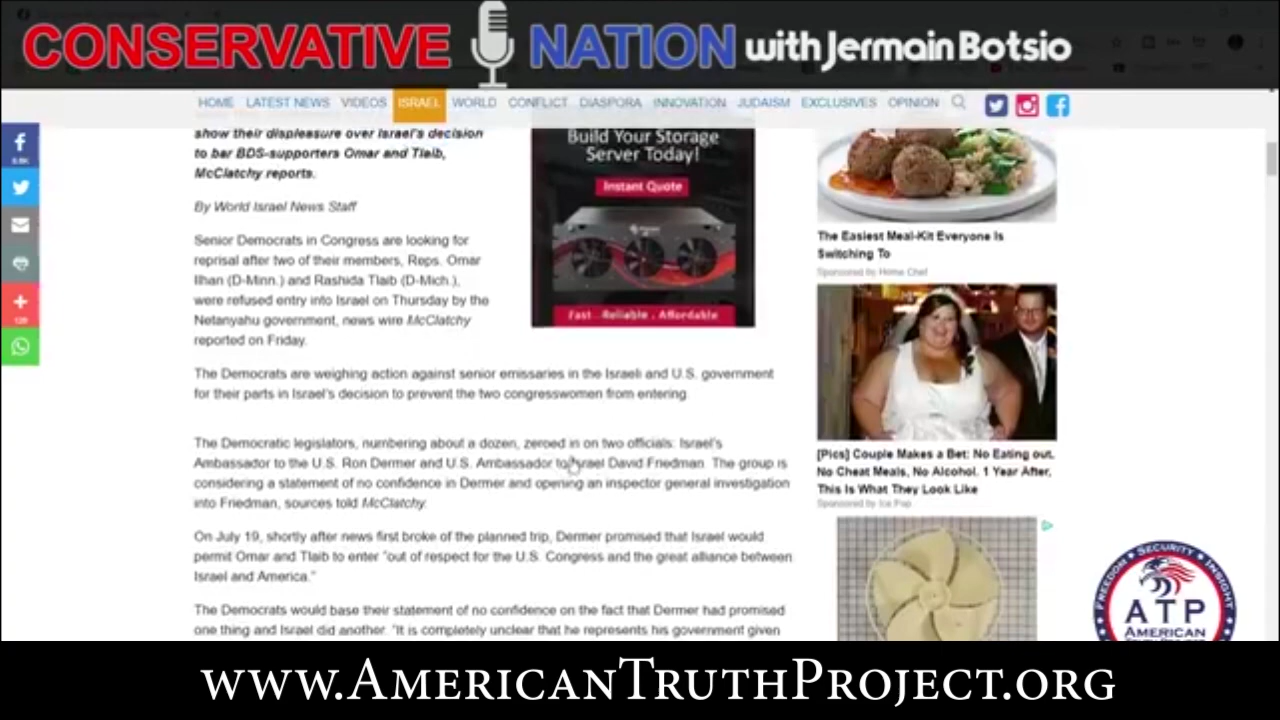 CONSERVATIVE NATION with Jermain Botsio
HOME LATEST NEWS VIDEOS ISRAEL WORLD CONFLICT DIASPORA INNOVATION JUDAISM EXCLUSIVES OPINION
show their displeasure over Israel's decision
to bar BDS-supporters Omar and Tlaib,
McClatchy reports.
By World Israel News Staff
Senior Democrats in Congress are looking for
reprisal after two of their members, Reps. Omar
Ilhan (D-Minn.) and Rashida Tlaib (D-Mich.),
were refused entry into Israel on Thursday by the
Netanyahu government, news wire McClatchy
reported on Friday.
The Democrats are weighing action against senior emissaries in the Israeli and U.S. government
for their parts in Israel's decision to prevent the two congresswomen from entering.
The Democratic legislators, numbering about a dozen, zeroed in on two officials: Israel's
Ambassador to the U.S. Ron Dermer and U.S. Ambassador to Israel David Friedman. The group is
considering a statement of no confidence in Dermer and opening an inspector general investigation
into Friedman, sources told McClatchy.
On July 19, shortly after news first broke of the planned trip, Dermer promised that Israel would
permit Omar and Tlaib to enter "out of respect for the U.S. Congress and the great alliance between
Israel and America."
The Democrats would base their statement of no confidence on the fact that Dermer had promised
one thing and Israel did another. "It is completely unclear that he represents his government given
Build Your Storage
Server Today!
Instant Quote
Fast . Reliable . Affordable
The Easiest Meal-Kit Everyone Is
Switching To
Sponsored by Home Chef
[Pics] Couple Makes a Bet: No Eating out,
No Cheat Meals, No Alcohol. 1 Year After,
This Is What They Look Like
Sponsored by Ice Pop
FREEDOM SECURITY INSIGHT
ATP
AMERICAN
www.AmericanTruthProject.org